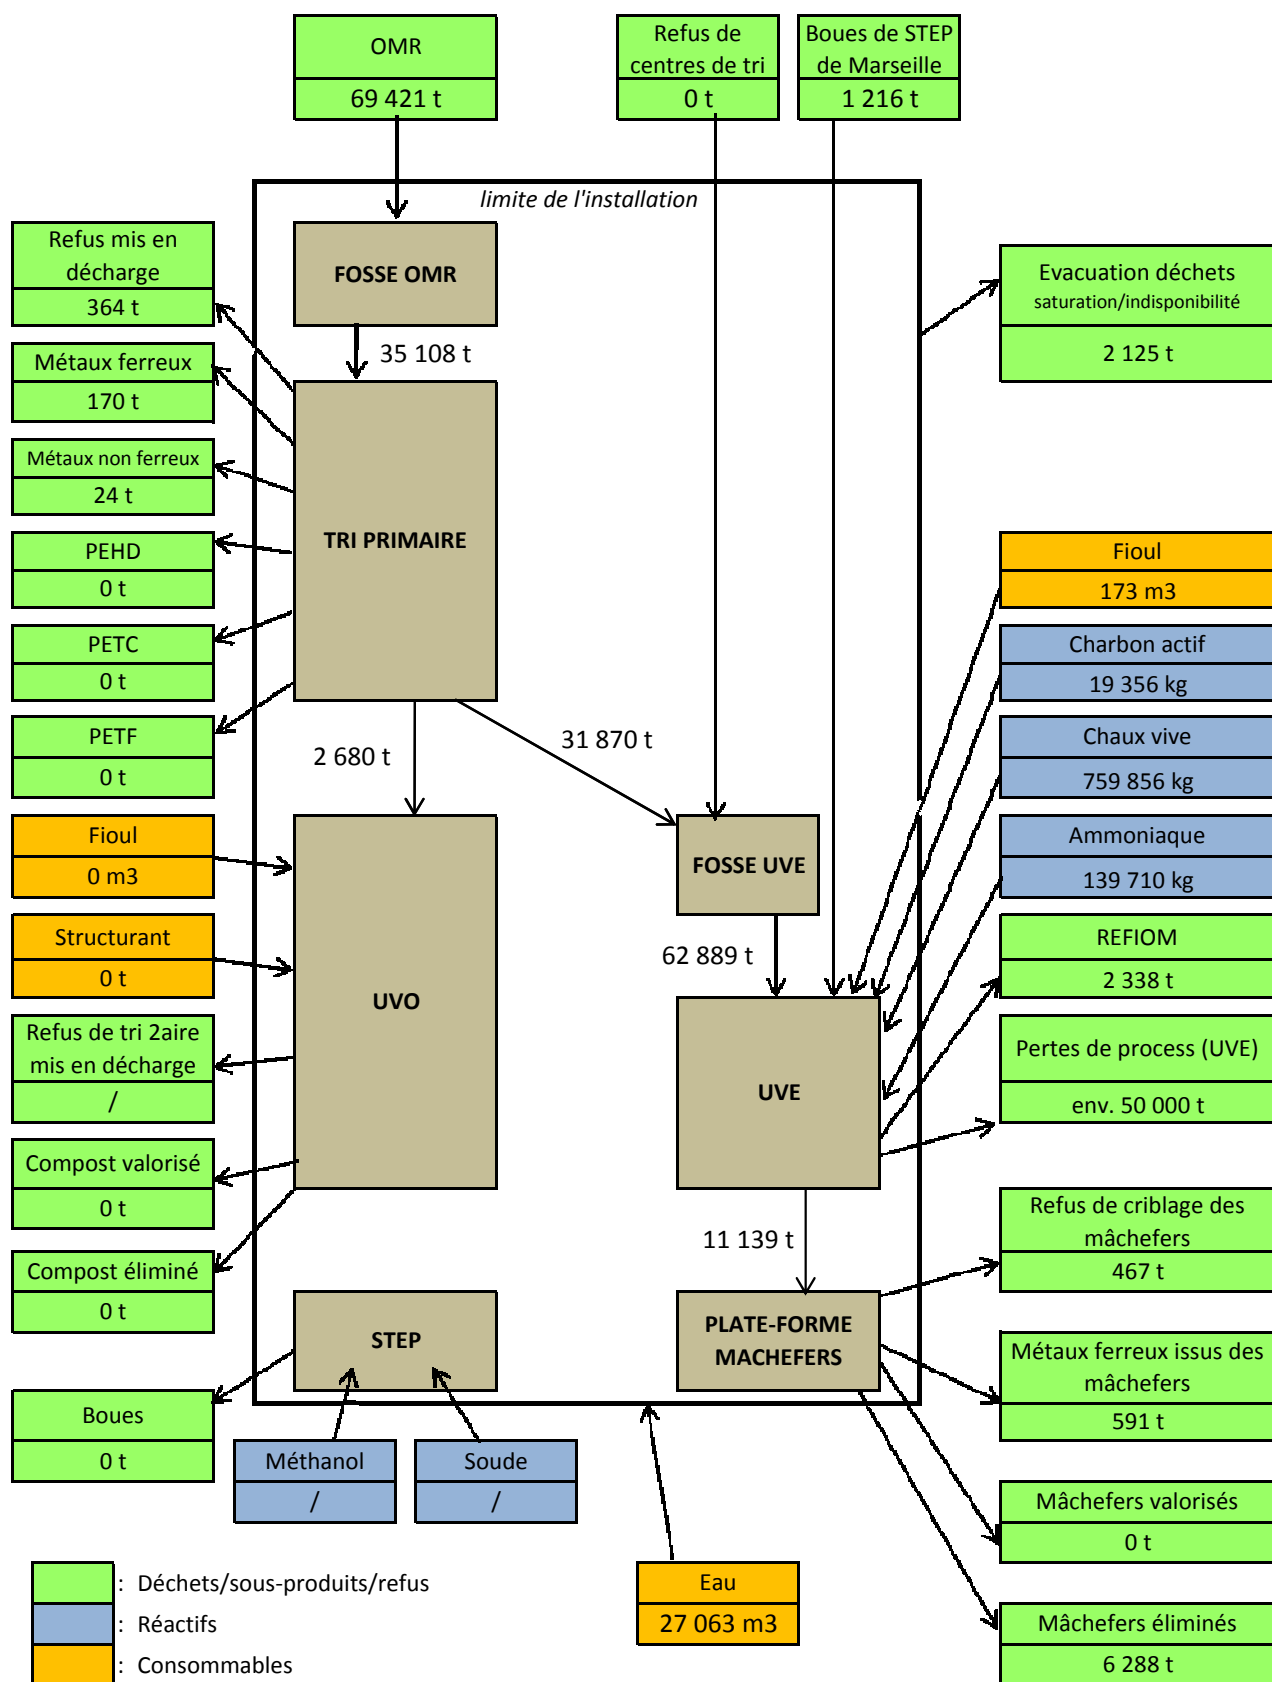 OMR
69 421 t
Refus de
centres de tri
0 t
Boues de STEP
de Marseille
1 216 t
limite de l'installation
Refus mis en
décharge
364 t
Métaux ferreux
170 t
Métaux non ferreux
24 t
PEHD
0 t
PETC
0 t
PETF
0 t
Fioul
0 m3
Structurant
0 t
Refus de tri 2aire
mis en décharge
/
Compost valorisé
0 t
Compost éliminé
0 t
Boues
0 t
FOSSE OMR
35 108 t
TRI PRIMAIRE
2 680 t
31 870 t
UVO
FOSSE UVE
62 889 t
UVE
11 139 t
STEP
PLATE-FORME
MACHEFERS
Méthanol
/
Soude
/
Evacuation déchets
saturation/indisponibilité
2 125 t
Fioul
173 m3
Charbon actif
19 356 kg
Chaux vive
759 856 kg
Ammoniaque
139 710 kg
REFIOM
2 338 t
Pertes de process (UVE)
env. 50 000 t
Refus de criblage des
mâchefers
467 t
Métaux ferreux issus des
mâchefers
591 t
Mâchefers valorisés
0 t
Mâchefers éliminés
6 288 t
Eau
27 063 m3
: Déchets/sous-produits/refus
: Réactifs
: Consommables